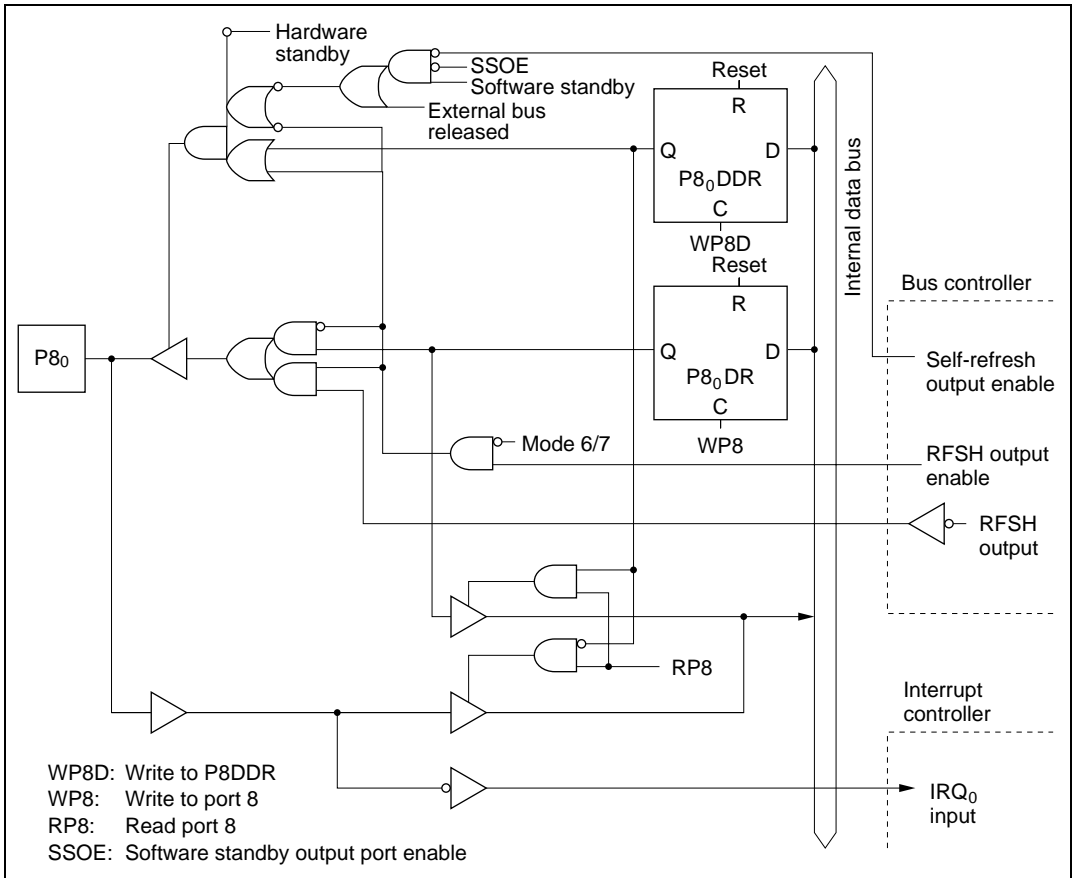 Hardware
standby
SSOE
Software standby
External bus
released
Reset
R
Q
D
P8₀DDR
C
WP8D
Internal data bus
Reset
R
Q
D
P8₀DR
C
WP8
Bus controller
P8₀
Self-refresh
output enable
Mode 6/7
RFSH output
enable
RFSH
output
RP8
Interrupt
controller
WP8D: Write to P8DDR
WP8: Write to port 8
RP8: Read port 8
SSOE: Software standby output port enable
IRQ₀
input